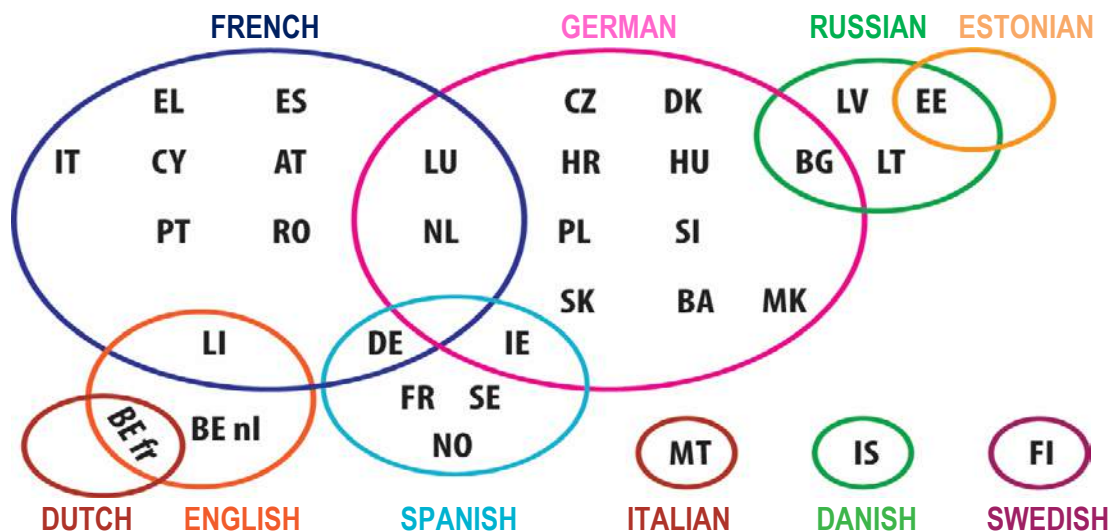 FRENCH GERMAN RUSSIAN ESTONIAN
EL ES CZ DK LV EE
IT CY AT LU HR HU BG LT
PT RO NL PL SI
SK BA MK
LI DE IE
FR SE
BE fr BE nl NO MT IS FI
DUTCH ENGLISH SPANISH ITALIAN DANISH SWEDISH